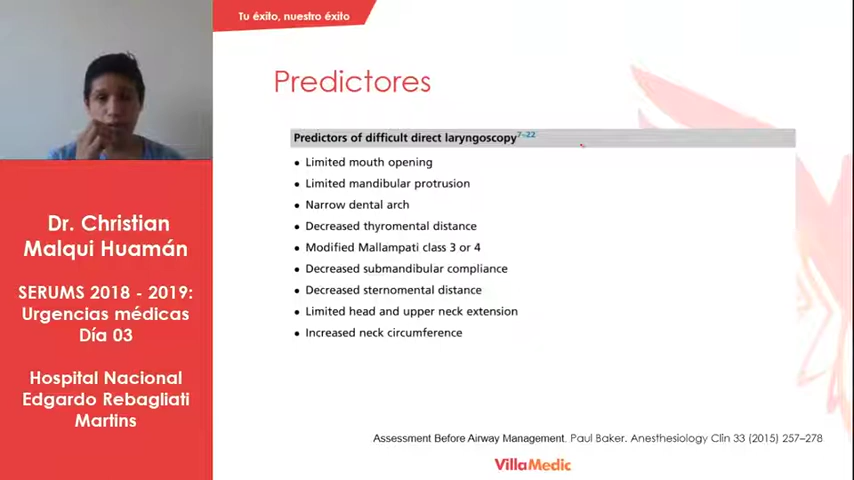 Tu éxito, nuestro éxito
Predictores
Predictors of difficult direct laryngoscopy7–22
• Limited mouth opening
• Limited mandibular protrusion
• Narrow dental arch
• Decreased thyromental distance
• Modified Mallampati class 3 or 4
• Decreased submandibular compliance
• Decreased sternomental distance
• Limited head and upper neck extension
• Increased neck circumference
Dr. Christian
Malqui Huamán
SERUMS 2018 - 2019:
Urgencias médicas
Día 03
Hospital Nacional
Edgardo Rebagliati
Martins
Assessment Before Airway Management. Paul Baker. Anesthesiology Clin 33 (2015) 257–278
VillaMedic